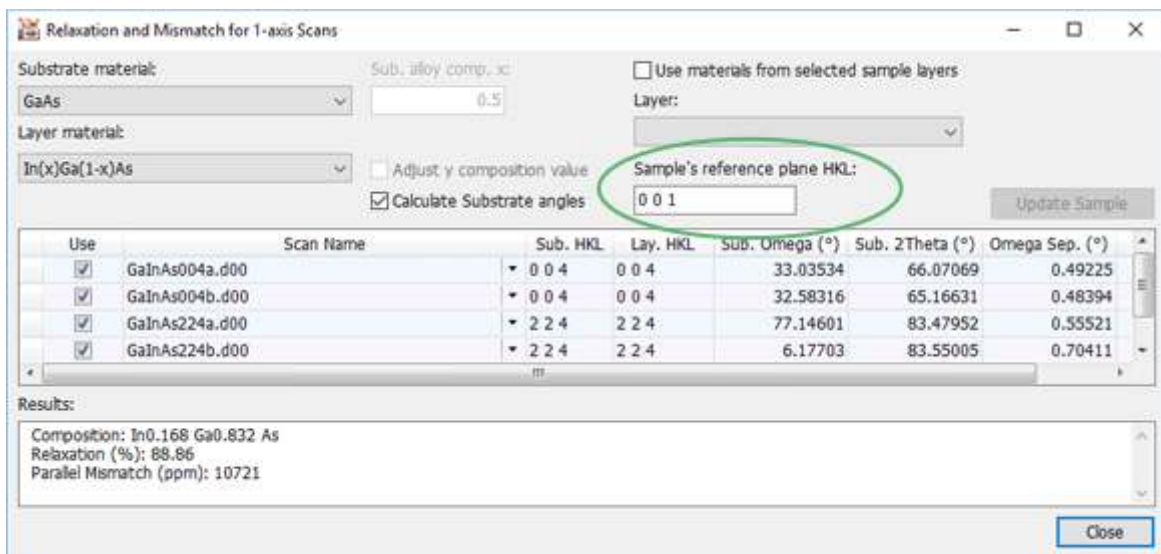 Relaxation and Mismatch for 1-axis Scans
Substrate material:
Sub. alloy comp. x:
Use materials from selected sample layers
GaAs
0.5
Layer:
Layer material:
In(x)Ga(1-x)As
Adjust y composition value
Sample's reference plane HKL:
Calculate Substrate angles
0 0 1
Update Sample
Use Scan Name Sub. HKL Lay. HKL Sub. Omega (°) Sub. 2Theta (°) Omega Sep. (°)
GaInAs004a.d00 0 0 4 0 0 4 33.03534 66.07069 0.49225
GaInAs004b.d00 0 0 4 0 0 4 32.58316 65.16631 0.48394
GaInAs224a.d00 2 2 4 2 2 4 77.14601 83.47952 0.55521
GaInAs224b.d00 2 2 4 2 2 4 6.17703 83.55005 0.70411
Results:
Composition: In0.168 Ga0.832 As
Relaxation (%): 88.86
Parallel Mismatch (ppm): 10721
Close